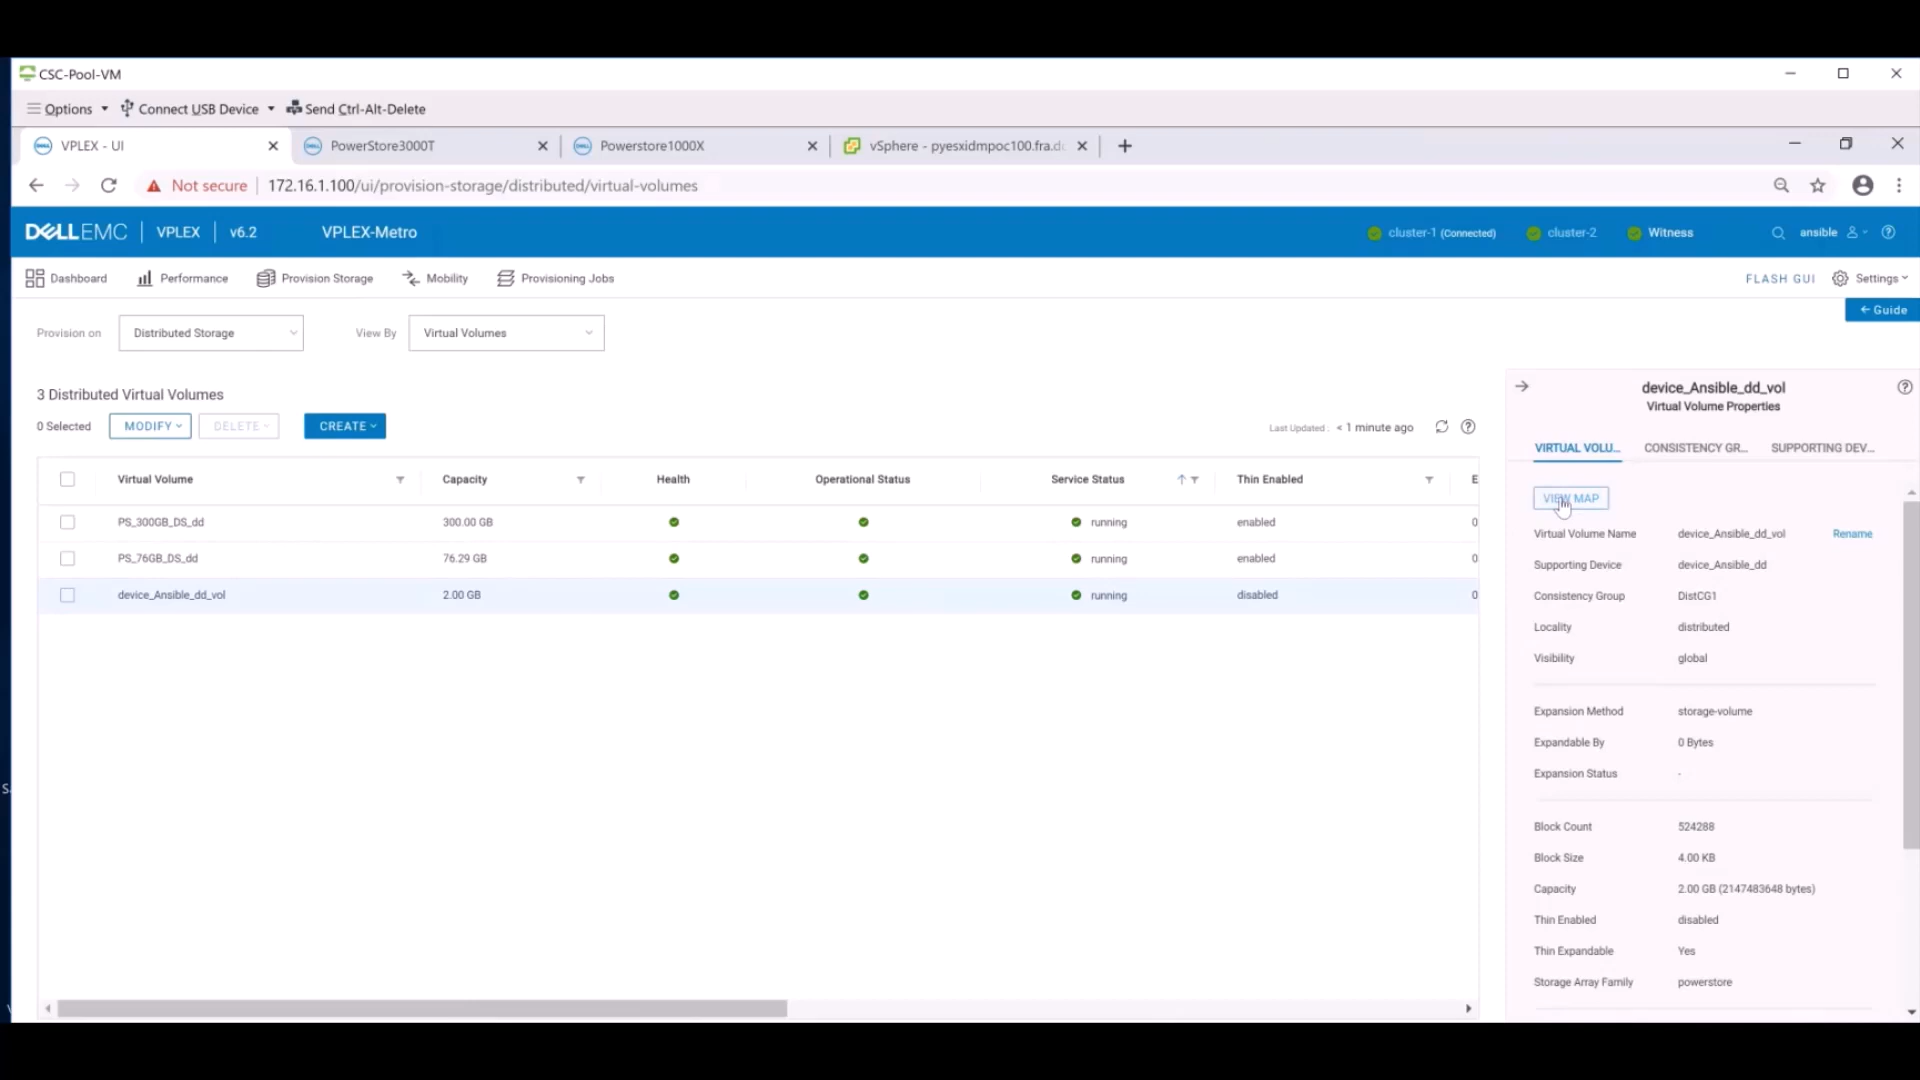 CSC-Pool-VM
Options Connect USB Device Send Ctrl-Alt-Delete
VPLEX - UI PowerStore3000T Powerstore1000X vSphere - pyesxidmpoc100.fra.d
Not secure 172.16.1.100/ui/provision-storage/distributed/virtual-volumes
DELLEMC VPLEX v6.2 VPLEX-Metro cluster-1 (Connected) cluster-2 Witness ansible
Dashboard Performance Provision Storage Mobility Provisioning Jobs FLASH GUI Settings
Guide
Provision on Distributed Storage View By Virtual Volumes
3 Distributed Virtual Volumes
0 Selected MODIFY DELETE CREATE Last Updated : < 1 minute ago
Virtual Volume Capacity Health Operational Status Service Status Thin Enabled E
PS_300GB_DS_dd 300.00 GB running enabled 0
PS_76GB_DS_dd 76.29 GB running enabled 0
device_Ansible_dd_vol 2.00 GB running disabled 0
device_Ansible_dd_vol
Virtual Volume Properties
VIRTUAL VOLU... CONSISTENCY GR... SUPPORTING DEV...
VIEW MAP
Virtual Volume Name device_Ansible_dd_vol Rename
Supporting Device device_Ansible_dd
Consistency Group DistCG1
Locality distributed
Visibility global
Expansion Method storage-volume
Expandable By 0 Bytes
Expansion Status -
Block Count 524288
Block Size 4.00 KB
Capacity 2.00 GB (2147483648 bytes)
Thin Enabled disabled
Thin Expandable Yes
Storage Array Family powerstore